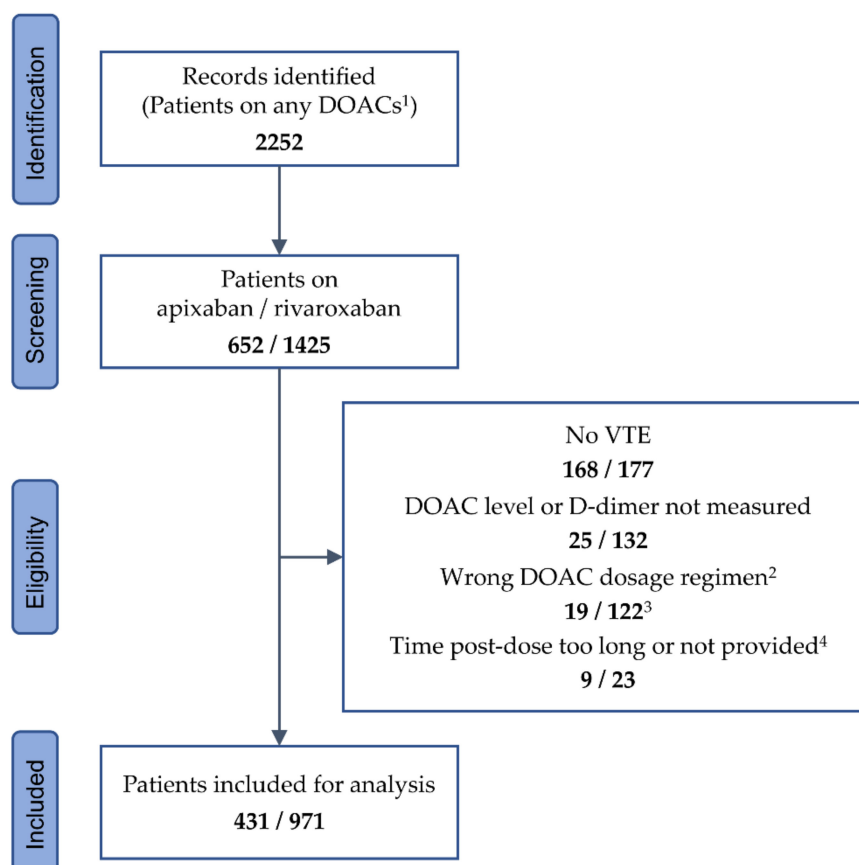 Identification
Records identified
(Patients on any DOACs¹)
2252
Screening
Patients on
apixaban / rivaroxaban
652 / 1425
Eligibility
No VTE
168 / 177
DOAC level or D-dimer not measured
25 / 132
Wrong DOAC dosage regimen²
19 / 122³
Time post-dose too long or not provided⁴
9 / 23
Included
Patients included for analysis
431 / 971